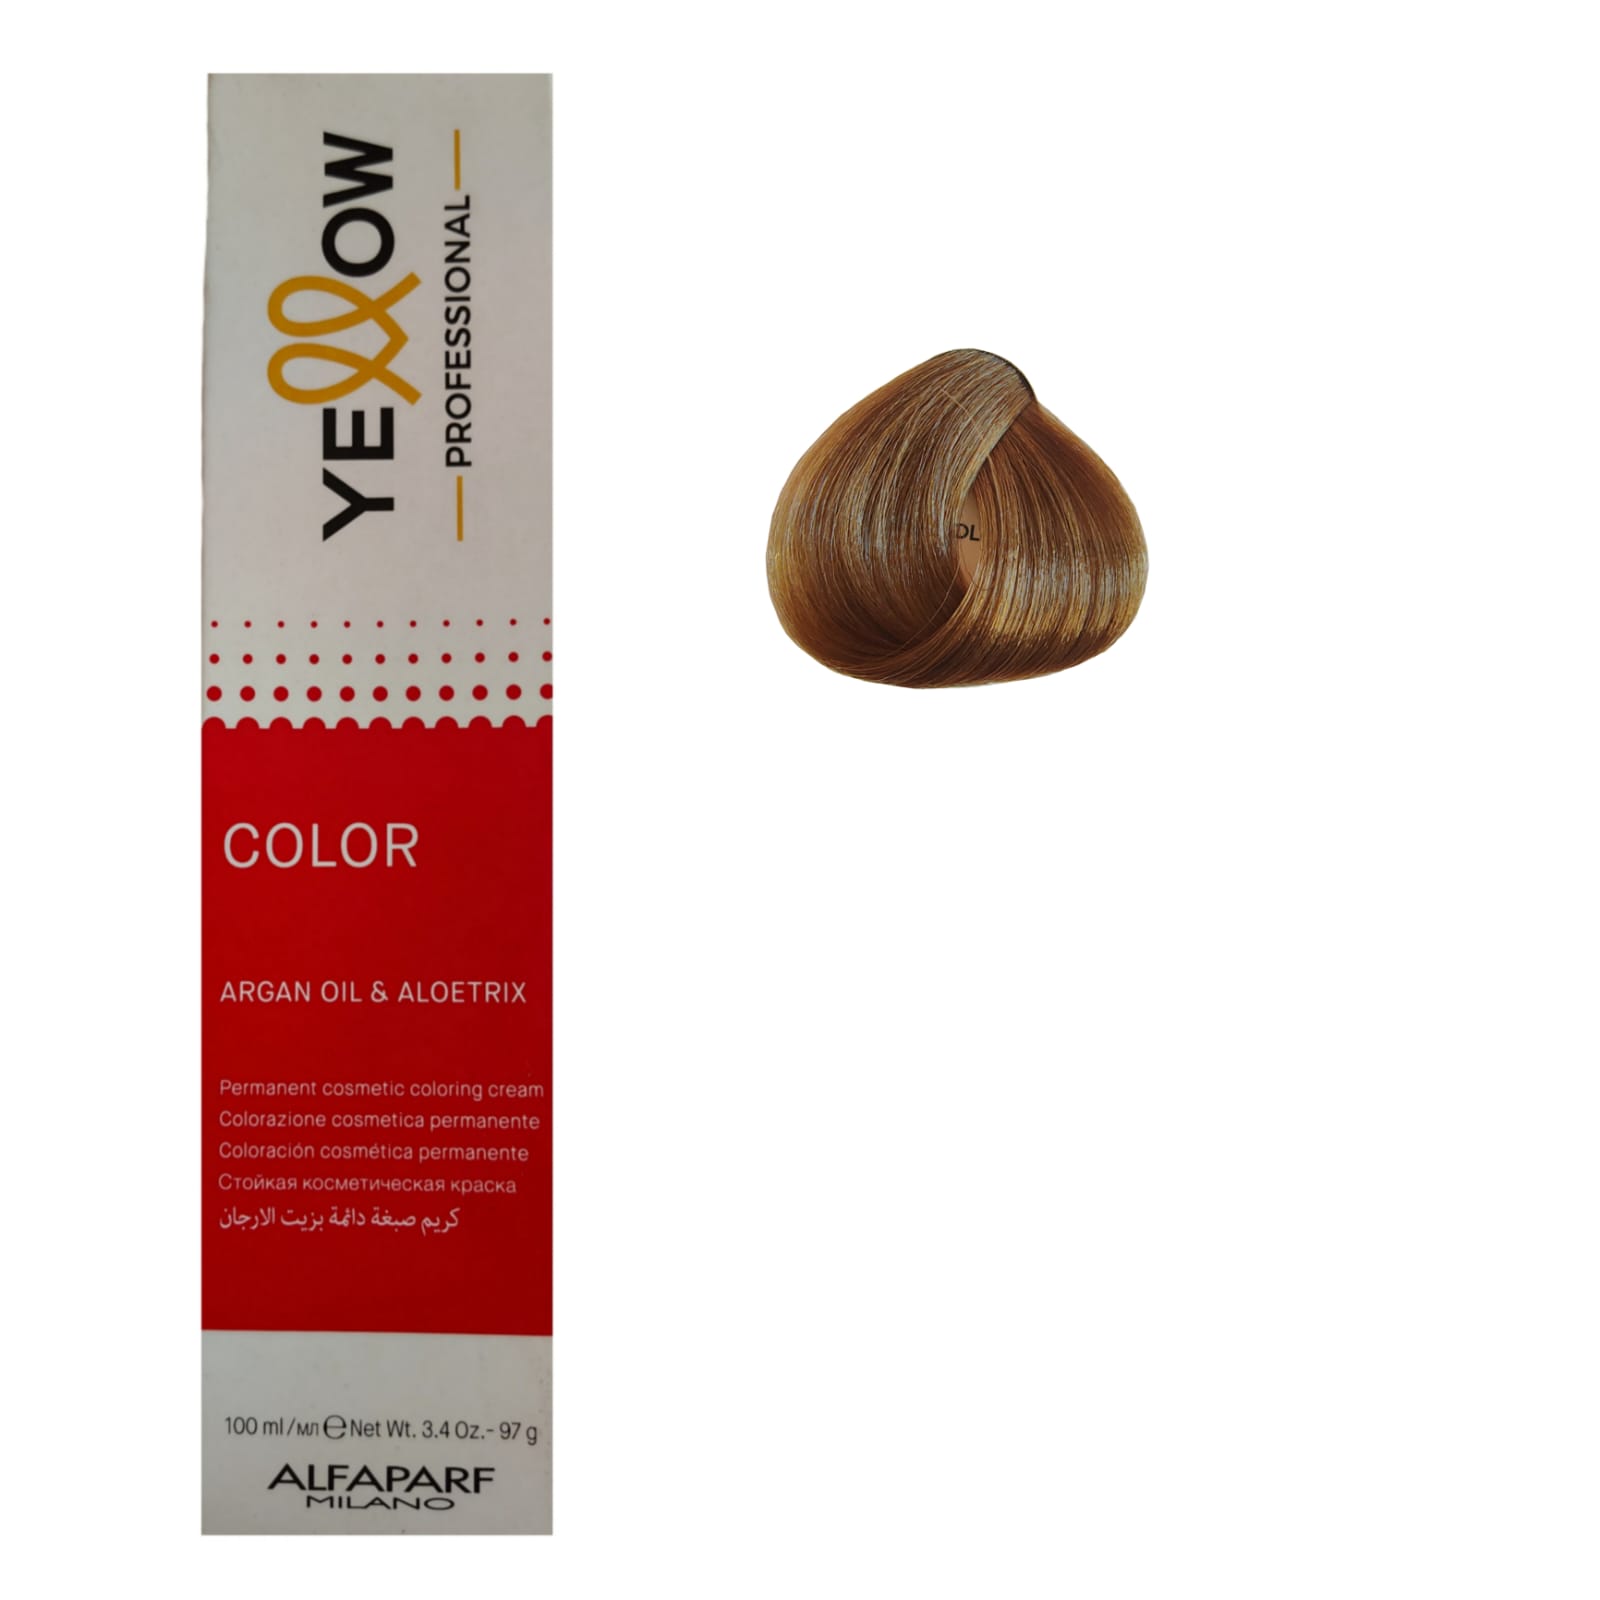 YELLOW
PROFESSIONAL
COLOR
ARGAN OIL & ALOETRIX
Permanent cosmetic coloring cream
Colorazione cosmetica permanente
Coloración cosmética permanente
Стойкая косметическая краска
كريم صبغة دائمة بزيت الارجان
100 ml/мл ℮ Net Wt. 3.4 Oz.- 97 g
ALFAPARF
MILANO
DL